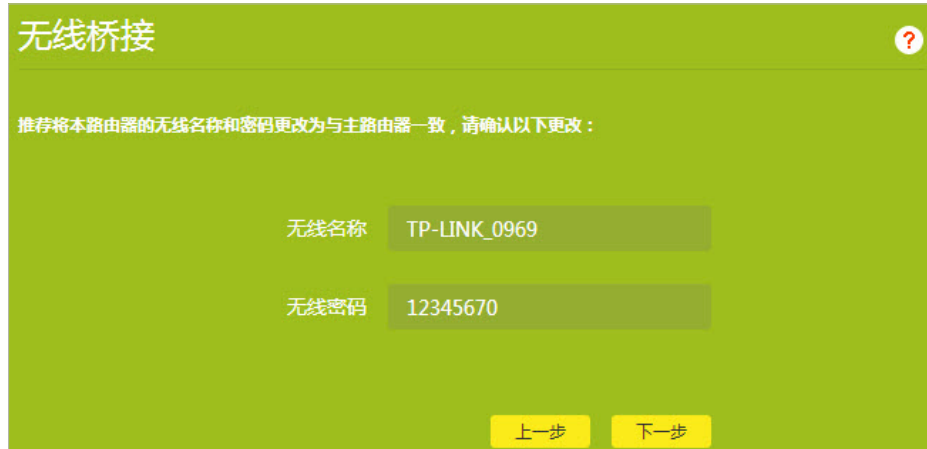 无线桥接
?
推荐将本路由器的无线名称和密码更改为与主路由器一致，请确认以下更改：
无线名称 TP-LINK_0969
无线密码 12345670
上一步 下一步